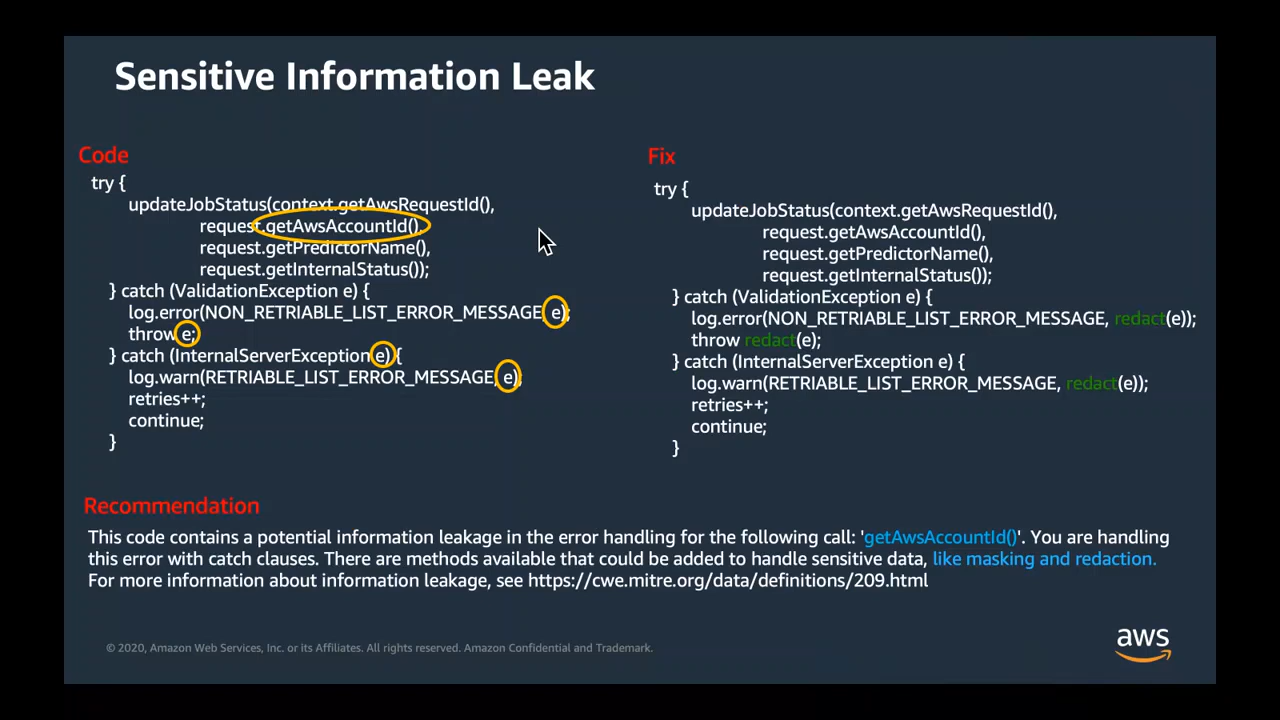 Sensitive Information Leak
Code
try {
updateJobStatus(context.getAwsRequestId(),
request.getAwsAccountId(),
request.getPredictorName(),
request.getInternalStatus());
} catch (ValidationException e) {
log.error(NON_RETRIABLE_LIST_ERROR_MESSAGE, e);
throw e;
} catch (InternalServerException e) {
log.warn(RETRIABLE_LIST_ERROR_MESSAGE, e);
retries++;
continue;
}
Fix
try {
updateJobStatus(context.getAwsRequestId(),
request.getAwsAccountId(),
request.getPredictorName(),
request.getInternalStatus());
} catch (ValidationException e) {
log.error(NON_RETRIABLE_LIST_ERROR_MESSAGE, redact(e));
throw redact(e);
} catch (InternalServerException e) {
log.warn(RETRIABLE_LIST_ERROR_MESSAGE, redact(e));
retries++;
continue;
}
Recommendation
This code contains a potential information leakage in the error handling for the following call: 'getAwsAccountId()'. You are handling
this error with catch clauses. There are methods available that could be added to handle sensitive data, like masking and redaction.
For more information about information leakage, see https://cwe.mitre.org/data/definitions/209.html
© 2020, Amazon Web Services, Inc. or its Affiliates. All rights reserved. Amazon Confidential and Trademark.
aws